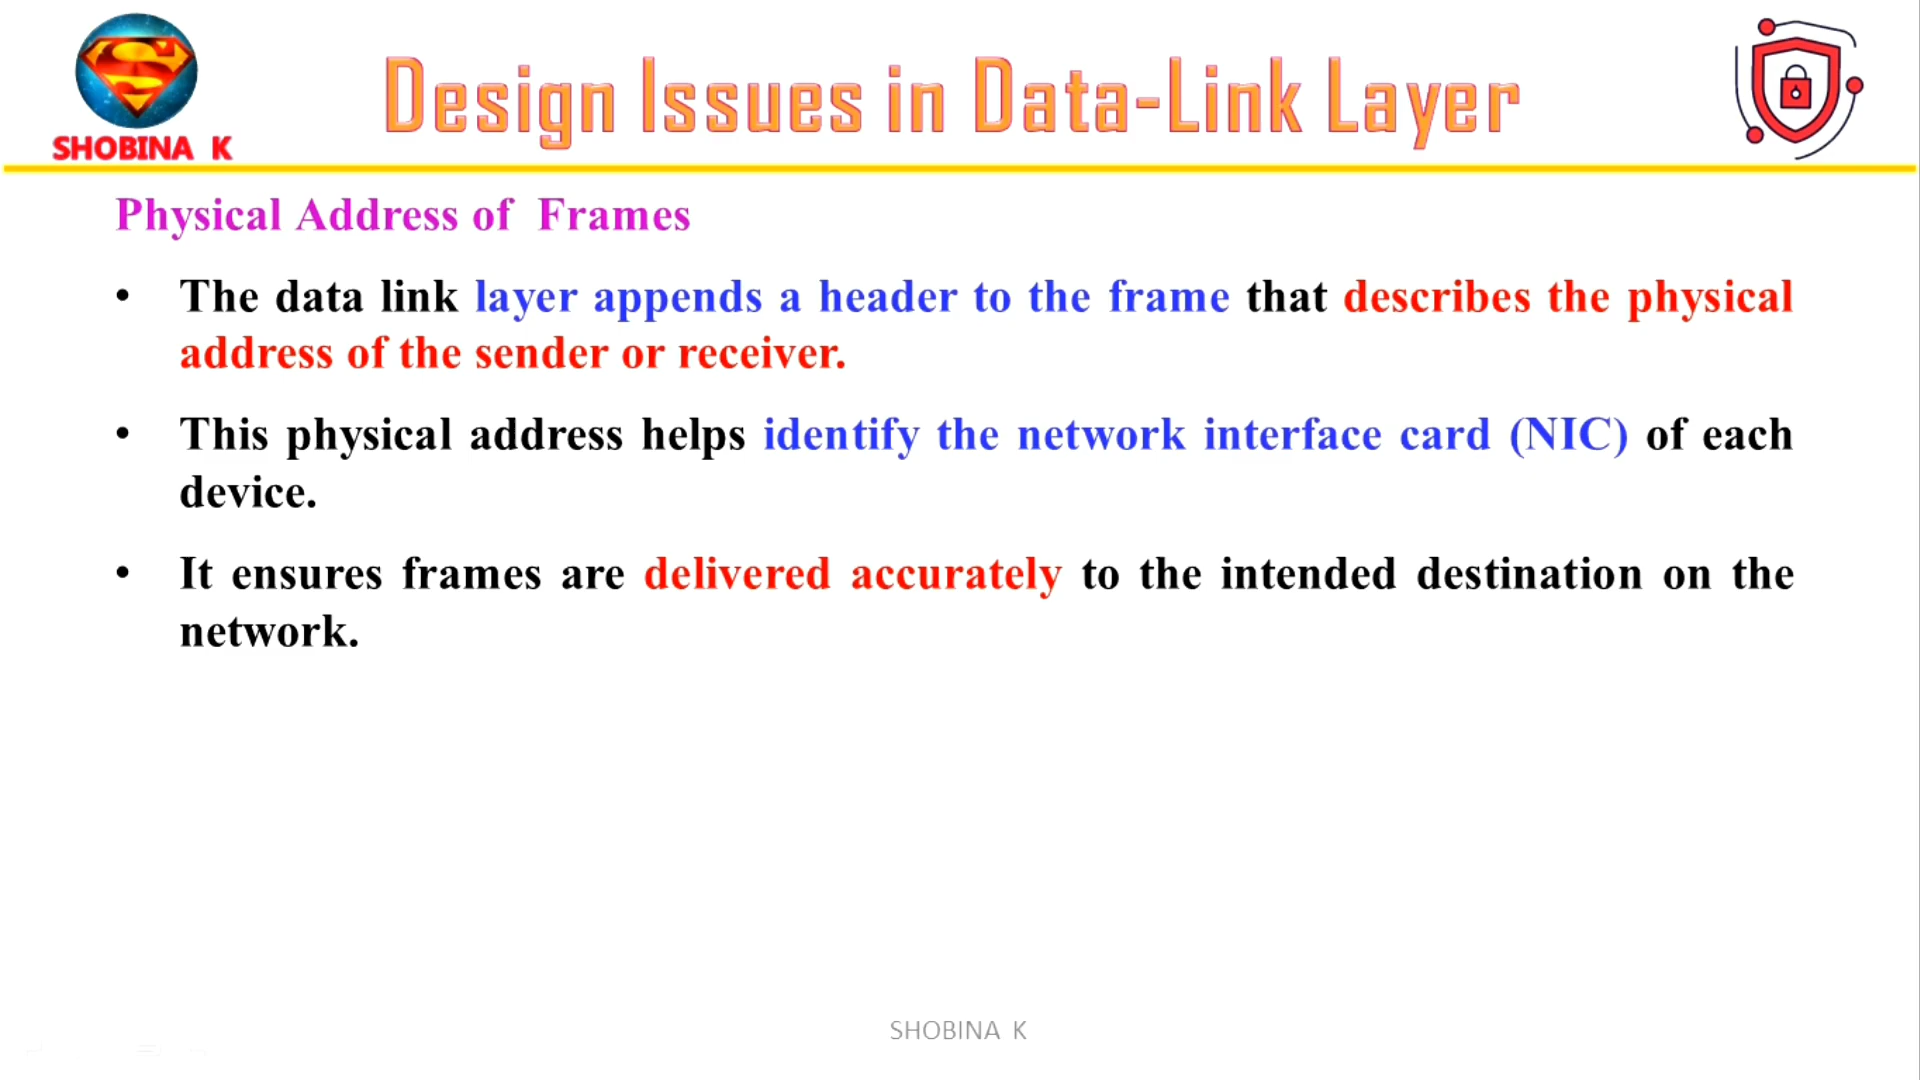 SHOBINA K
Design Issues in Data-Link Layer
Physical Address of Frames
• The data link layer appends a header to the frame that describes the physical
address of the sender or receiver.
• This physical address helps identify the network interface card (NIC) of each
device.
• It ensures frames are delivered accurately to the intended destination on the
network.
SHOBINA K